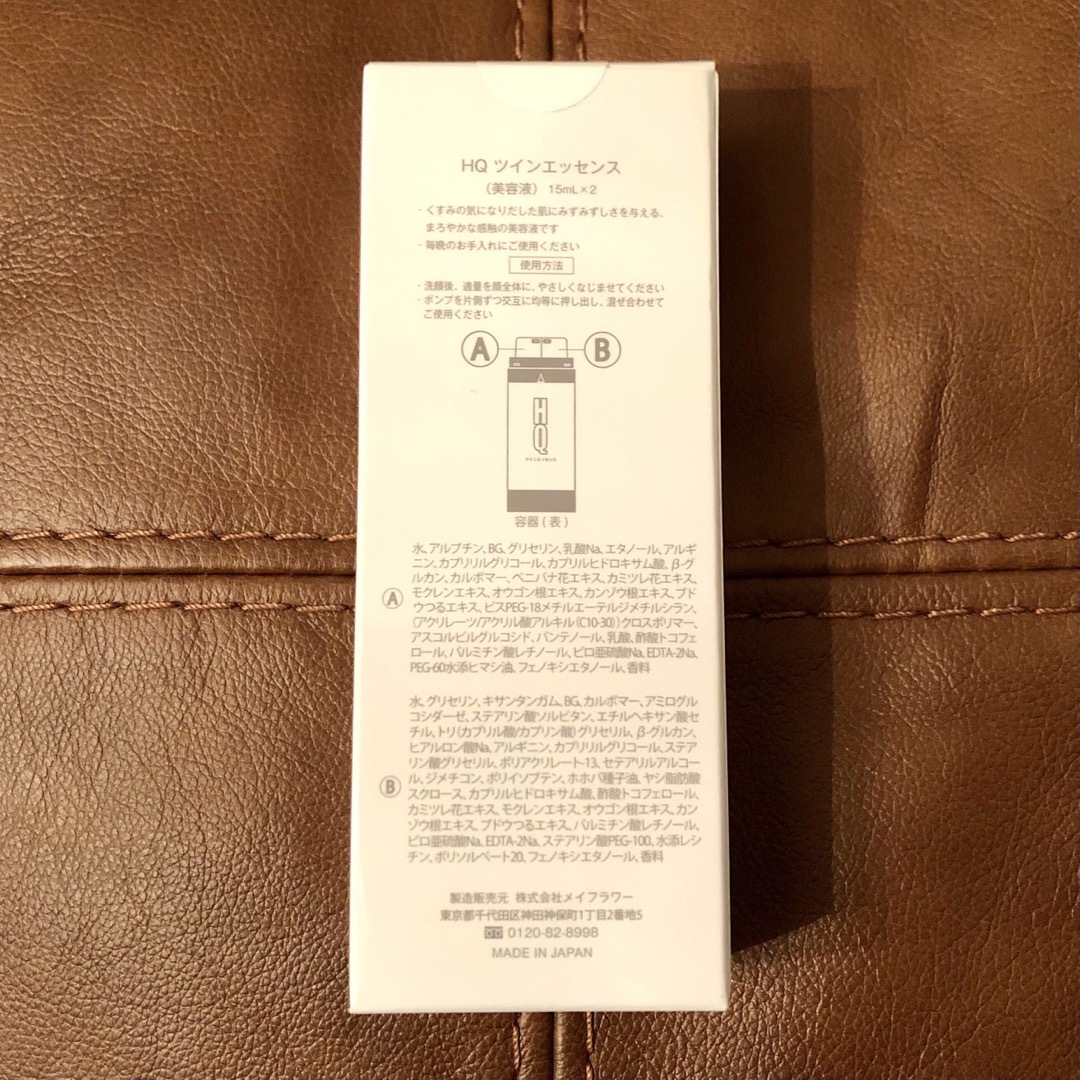 HQ ツインエッセンス
(美容液) 15mL×2
・くすみの気になりだした肌にみずみずしさを与える、
まろやかな感触の美容液です
・毎晩のお手入れにご使用ください
使用方法
・洗顔後、適量を顔全体に、やさしくなじませてください
・ポンプを片側ずつ交互に均等に押し出し、混ぜ合わせて
ご使用ください
A B
HQ
ツインエッセンス
容器(表)
水、アルブチン、BG、グリセリン、乳酸Na、エタノール、アルギ
ニン、カプリリルグリコール、カプリルヒドロキサム酸、β-グ
ルカン、カルボマー、ベニバナ花エキス、カミツレ花エキス、
モクレンエキス、オウゴン根エキス、カンゾウ根エキス、ブド
A
ウつるエキス、ビスPEG-18メチルエーテルジメチルシラン、
(アクリレーツ/アクリル酸アルキル(C10-30))クロスポリマー、
アスコルビルグルコシド、パンテノール、乳酸、酢酸トコフェ
ロール、パルミチン酸レチノール、ピロ亜硫酸Na、EDTA-2Na、
PEG-60水添ヒマシ油、フェノキシエタノール、香料
水、グリセリン、キサンタンガム、BG、カルボマー、アミログル
コシダーゼ、ステアリン酸ソルビタン、エチルヘキサン酸セ
チル、トリ(カプリル酸/カプリン酸)グリセリル、β-グルカン、
ヒアルロン酸Na、アルギニン、カプリリルグリコール、ステア
リン酸グリセリル、ポリアクリレート-13、セテアリルアルコー
ル、ジメチコン、ポリイソブテン、ホホバ種子油、ヤシ脂肪酸
B
スクロース、カプリルヒドロキサム酸、酢酸トコフェロール、
カミツレ花エキス、モクレンエキス、オウゴン根エキス、カン
ゾウ根エキス、ブドウつるエキス、パルミチン酸レチノール、
ピロ亜硫酸Na、EDTA-2Na、ステアリン酸PEG-100、水添レシ
チン、ポリソルベート20、フェノキシエタノール、香料
製造販売元 株式会社メイフラワー
東京都千代田区神田神保町1丁目2番地5
0120-82-8998
MADE IN JAPAN